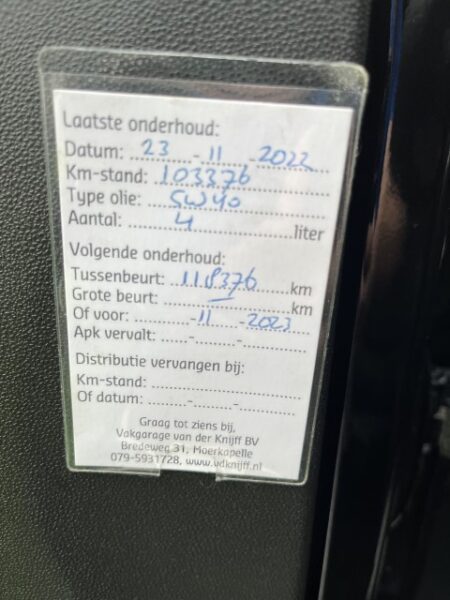 Laatste onderhoud:
Datum: 23 - 11 - 2022
Km-stand: 103376
Type olie: 5W40
Aantal: 4 liter
Volgende onderhoud:
Tussenbeurt: 118376 km
Grote beurt: / km
Of voor: - 11 - 2023
Apk vervalt: - -
Distributie vervangen bij:
Km-stand:
Of datum: - -
Graag tot ziens bij,
Vakgarage van der Knijff BV
Bredeweg 31, Moerkapelle
079-5931728, www.vdknijff.nl